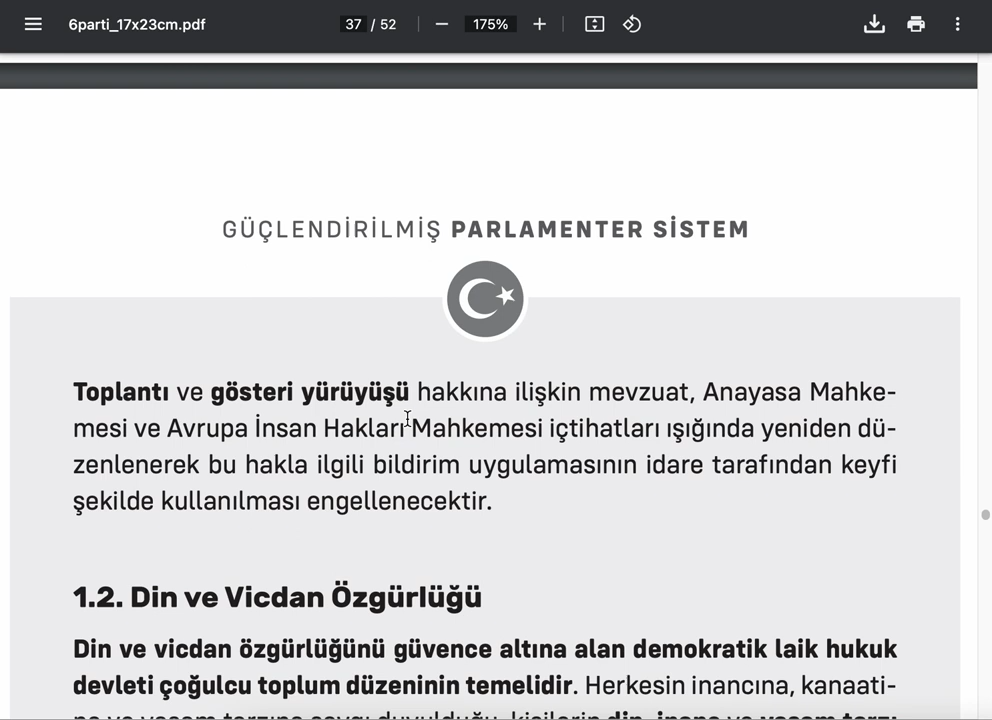 6parti_17x23cm.pdf 37 / 52 175%
GÜÇLENDİRİLMİŞ PARLAMENTER SİSTEM
Toplantı ve gösteri yürüyüşü hakkına ilişkin mevzuat, Anayasa Mahke-
mesi ve Avrupa İnsan Hakları Mahkemesi içtihatları ışığında yeniden dü-
zenlenerek bu hakla ilgili bildirim uygulamasının idare tarafından keyfi
şekilde kullanılması engellenecektir.
1.2. Din ve Vicdan Özgürlüğü
Din ve vicdan özgürlüğünü güvence altına alan demokratik laik hukuk
devleti çoğulcu toplum düzeninin temelidir. Herkesin inancına, kanaati-